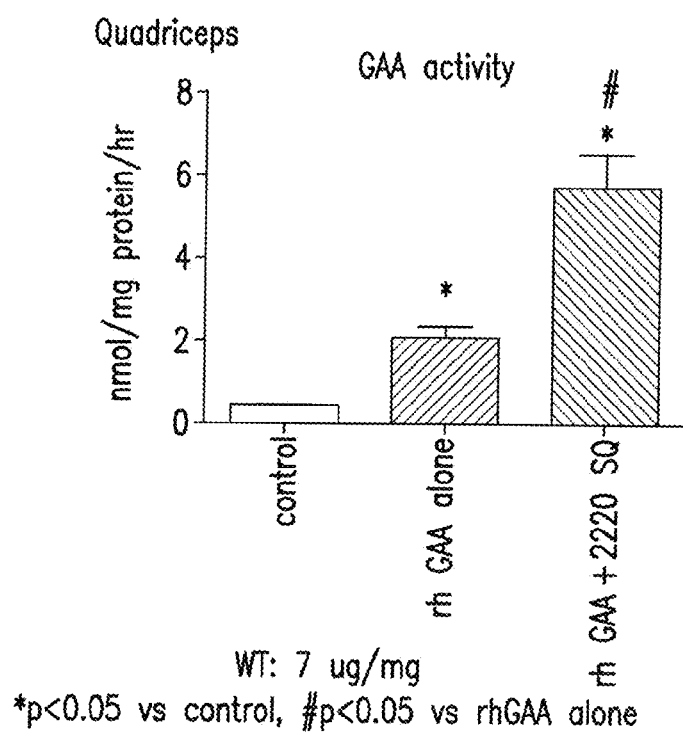 Quadriceps
GAA activity
nmol/mg protein/hr
8
6
4
2
0
#
*
*
control
rh GAA alone
rh GAA+2220 SQ
WT: 7 ug/mg
*p<0.05 vs control, #p<0.05 vs rhGAA alone